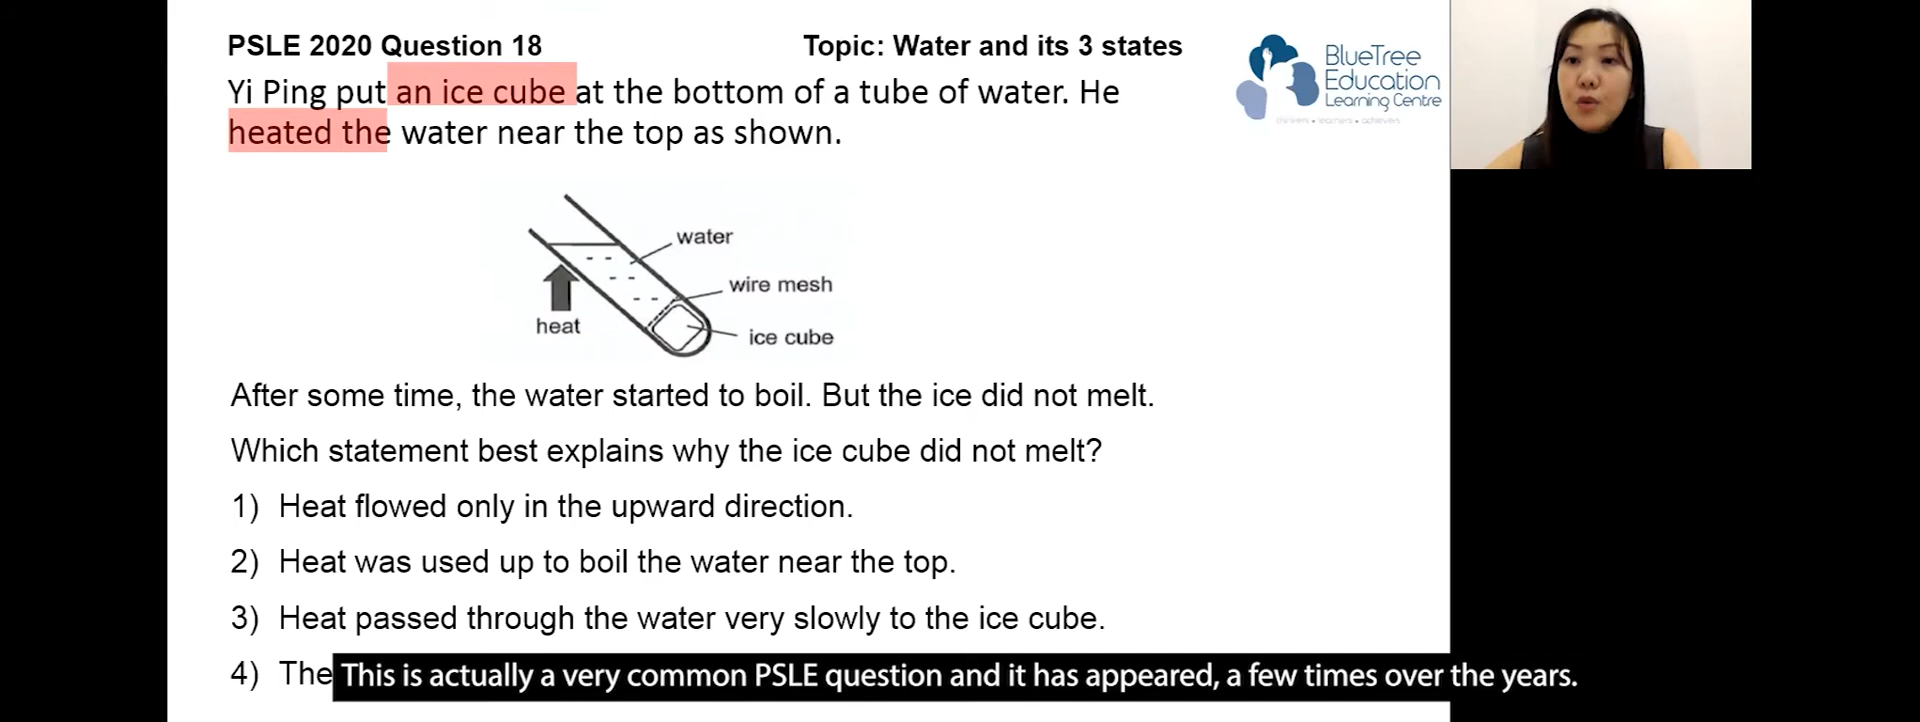 PSLE 2020 Question 18
Topic: Water and its 3 states
BlueTree
Education
Learning Centre
thinkers • learners • achievers
Yi Ping put an ice cube at the bottom of a tube of water. He
heated the water near the top as shown.
water
wire mesh
heat
ice cube
After some time, the water started to boil. But the ice did not melt.
Which statement best explains why the ice cube did not melt?
1) Heat flowed only in the upward direction.
2) Heat was used up to boil the water near the top.
3) Heat passed through the water very slowly to the ice cube.
4) The
This is actually a very common PSLE question and it has appeared, a few times over the years.